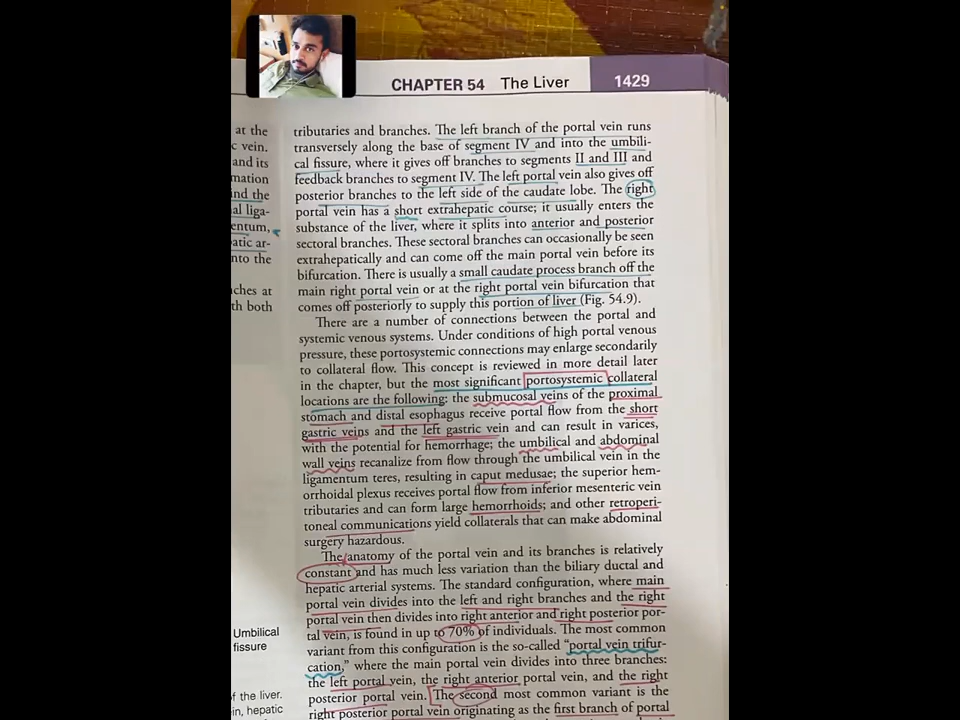 CHAPTER 54 The Liver 1429
at the
c vein.
and its
mation
ind the
al liga-
entum,
atic ar-
nto the
ches at
th both
Umbilical
fissure
f the liver.
in, hepatic
tributaries and branches. The left branch of the portal vein runs
transversely along the base of segment IV and into the umbili-
cal fissure, where it gives off branches to segments II and III and
feedback branches to segment IV. The left portal vein also gives off
posterior branches to the left side of the caudate lobe. The right
portal vein has a short extrahepatic course; it usually enters the
substance of the liver, where it splits into anterior and posterior
sectoral branches. These sectoral branches can occasionally be seen
extrahepatically and can come off the main portal vein before its
bifurcation. There is usually a small caudate process branch off the
main right portal vein or at the right portal vein bifurcation that
comes off posteriorly to supply this portion of liver (Fig. 54.9).
There are a number of connections between the portal and
systemic venous systems. Under conditions of high portal venous
pressure, these portosystemic connections may enlarge secondarily
to collateral flow. This concept is reviewed in more detail later
in the chapter, but the most significant portosystemic collateral
locations are the following: the submucosal veins of the proximal
stomach and distal esophagus receive portal flow from the short
gastric veins and the left gastric vein and can result in varices,
with the potential for hemorrhage; the umbilical and abdominal
wall veins recanalize from flow through the umbilical vein in the
ligamentum teres, resulting in caput medusae; the superior hem-
orrhoidal plexus receives portal flow from inferior mesenteric vein
tributaries and can form large hemorrhoids; and other retroperi-
toneal communications yield collaterals that can make abdominal
surgery hazardous.
The anatomy of the portal vein and its branches is relatively
constant and has much less variation than the biliary ductal and
hepatic arterial systems. The standard configuration, where main
portal vein divides into the left and right branches and the right
portal vein then divides into right anterior and right posterior por-
tal vein, is found in up to 70% of individuals. The most common
variant from this configuration is the so-called “portal vein trifur-
cation,” where the main portal vein divides into three branches:
the left portal vein, the right anterior portal vein, and the right
posterior portal vein. The second most common variant is the
right posterior portal vein originating as the first branch of portal